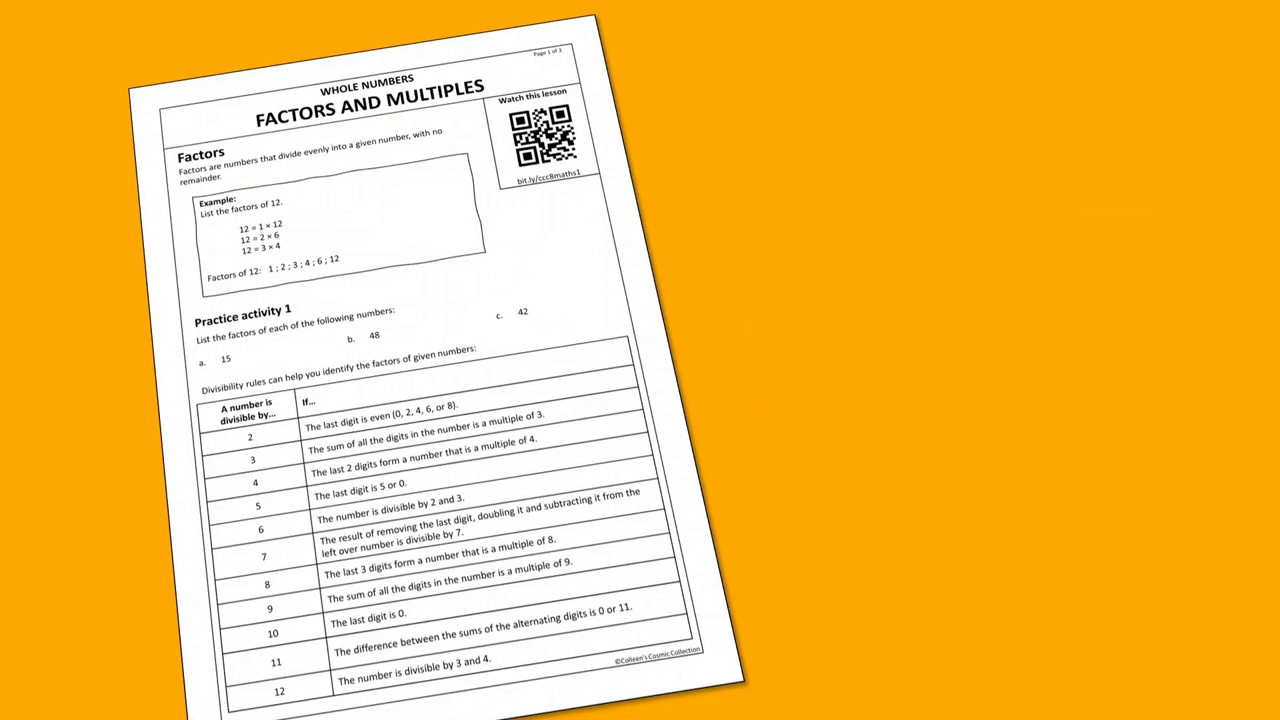 Page 1 of 3
WHOLE NUMBERS
FACTORS AND MULTIPLES
Watch this lesson
bit.ly/ccc8maths1
Factors
Factors are numbers that divide evenly into a given number, with no
remainder.
Example:
List the factors of 12.
12 = 1 × 12
12 = 2 × 6
12 = 3 × 4
Factors of 12: 1 ; 2 ; 3 ; 4 ; 6 ; 12
Practice activity 1
List the factors of each of the following numbers:
a. 15 b. 48 c. 42
Divisibility rules can help you identify the factors of given numbers:
A number is
divisible by...
If...
2 The last digit is even (0, 2, 4, 6, or 8).
3 The sum of all the digits in the number is a multiple of 3.
4 The last 2 digits form a number that is a multiple of 4.
5 The last digit is 5 or 0.
6 The number is divisible by 2 and 3.
7 The result of removing the last digit, doubling it and subtracting it from the
left over number is divisible by 7.
8 The last 3 digits form a number that is a multiple of 8.
9 The sum of all the digits in the number is a multiple of 9.
10 The last digit is 0.
11 The difference between the sums of the alternating digits is 0 or 11.
12 The number is divisible by 3 and 4.
©Colleen's Cosmic Collection